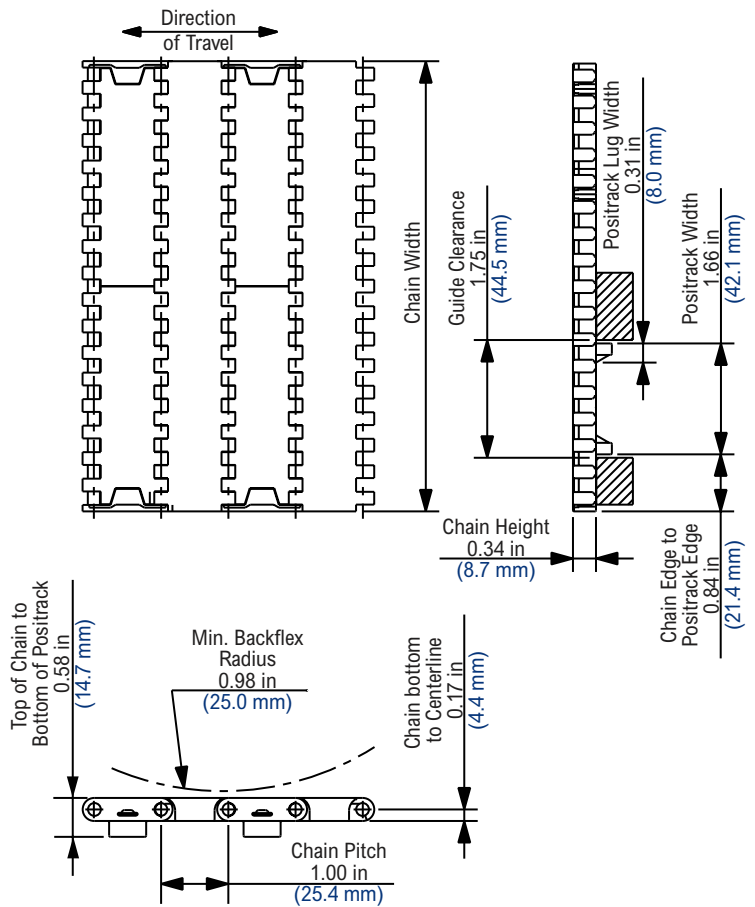 Direction
of Travel
Chain Width
Guide Clearance
1.75 in
(44.5 mm)
Positrack Lug Width
0.31 in
(8.0 mm)
Positrack Width
1.66 in
(42.1 mm)
Chain Height
0.34 in
(8.7 mm)
Chain Edge to
Positrack Edge
0.84 in
(21.4 mm)
Top of Chain to
Bottom of Positrack
0.58 in
(14.7 mm)
Min. Backflex
Radius
0.98 in
(25.0 mm)
Chain bottom
to Centerline
0.17 in
(4.4 mm)
Chain Pitch
1.00 in
(25.4 mm)